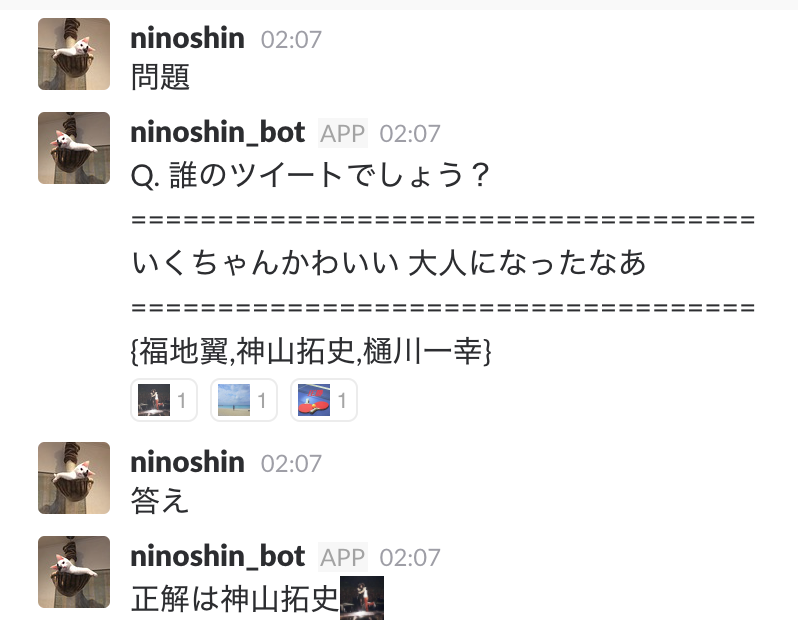 ninoshin 02:07
問題
ninoshin_bot APP 02:07
Q. 誰のツイートでしょう？
====================================
いくちゃんかわいい 大人になったなあ
====================================
{福地翼,神山拓史,樋川一幸}
1 1 1
ninoshin 02:07
答え
ninoshin_bot APP 02:07
正解は神山拓史